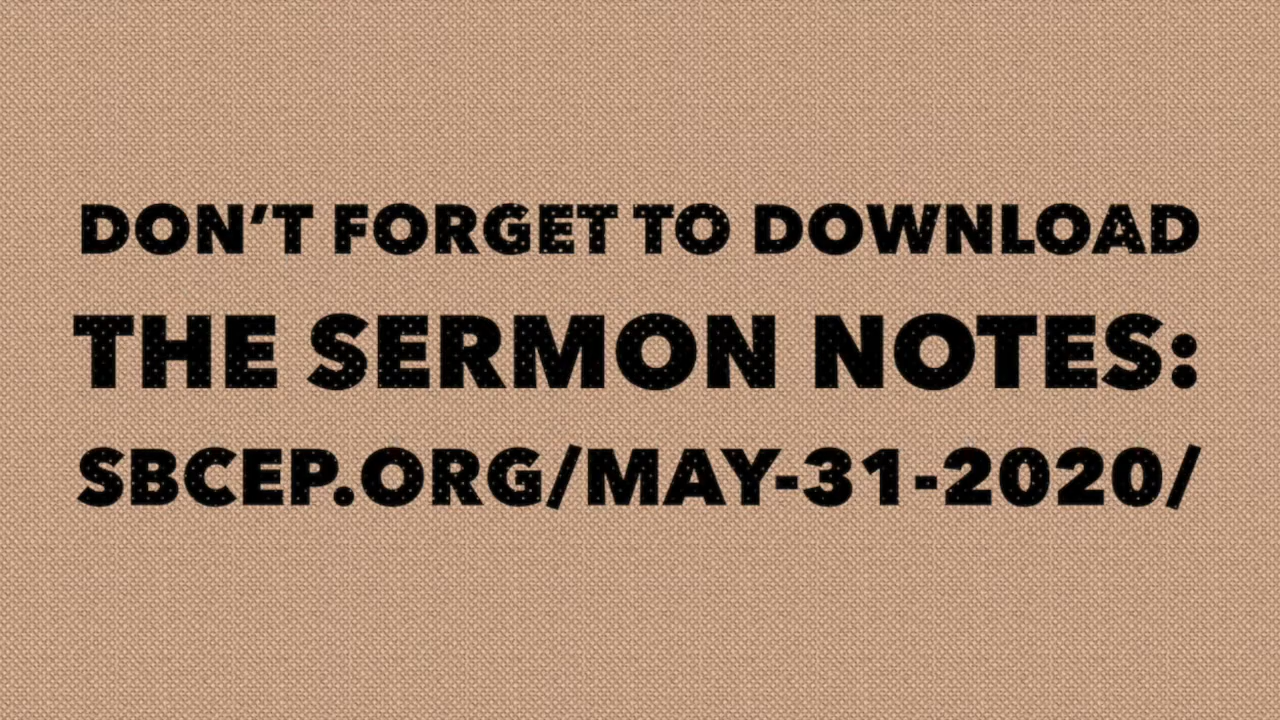 DON’T FORGET TO DOWNLOAD
THE SERMON NOTES:
SBCEP.ORG/MAY-31-2020/